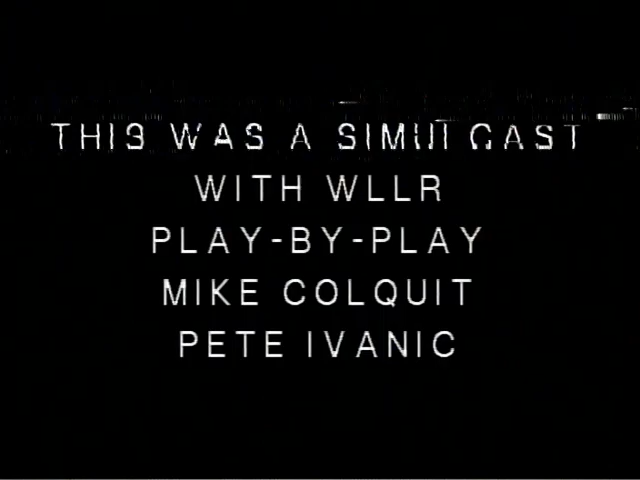 THIS WAS A SIMULCAST
WITH WLLR
PLAY-BY-PLAY
MIKE COLQUIT
PETE IVANIC